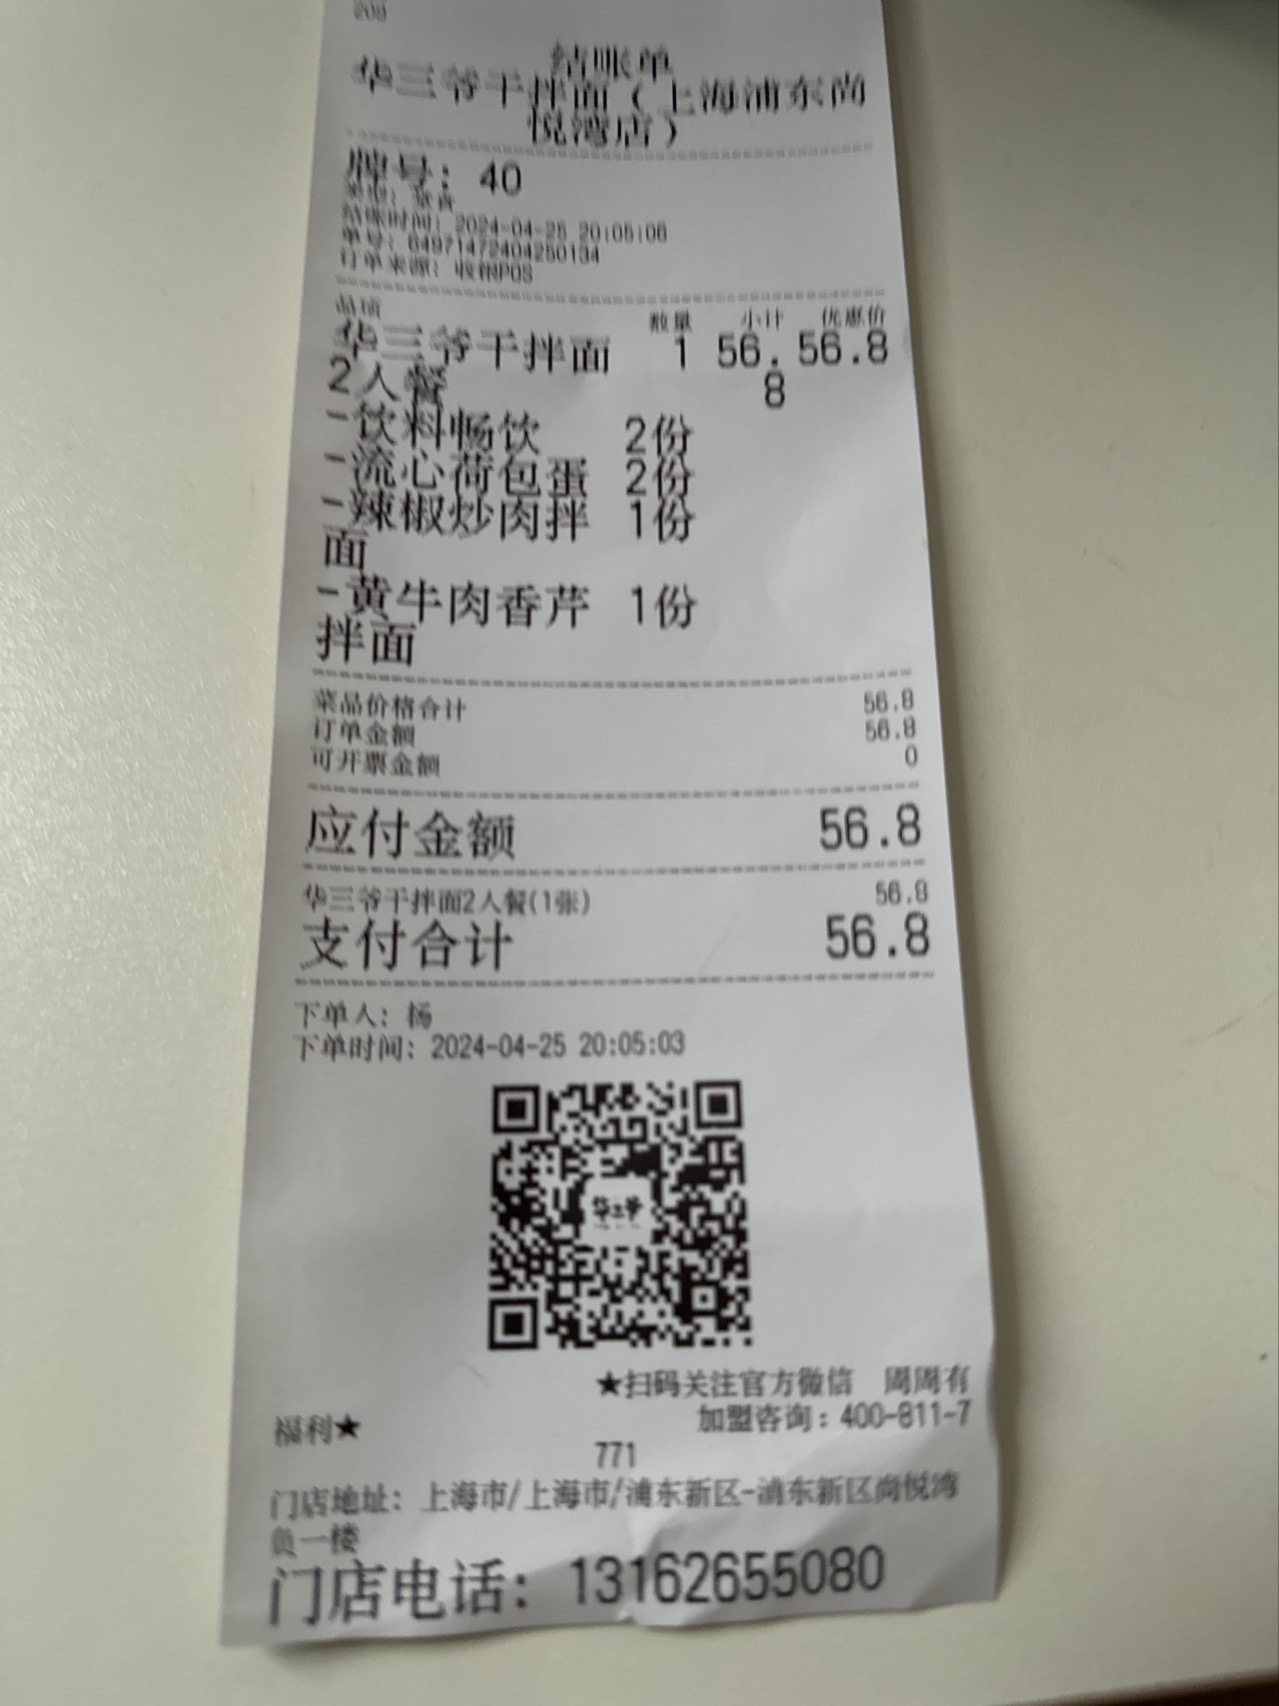 20g
结账单
华三爷干拌面（上海浦东尚
悦湾店）
牌号：40
类型：堂食
结账时间：2024-04-25 20:05:06
单号：64971472404250134
订单来源：收银POS
品项 数量 小计 优惠价
华三爷干拌面 1 56. 56.8
2人餐 8
-饮料畅饮 2份
-流心荷包蛋 2份
-辣椒炒肉拌 1份
面
-黄牛肉香芹 1份
拌面
菜品价格合计 56.8
订单金额 56.8
可开票金额 0
应付金额 56.8
华三爷干拌面2人餐(1张) 56.8
支付合计 56.8
下单人：杨
下单时间：2024-04-25 20:05:03
华三爷
★扫码关注官方微信 周周有
福利★ 加盟咨询：400-811-7
771
门店地址：上海市/上海市/浦东新区-浦东新区尚悦湾
负一楼
门店电话：13162655080